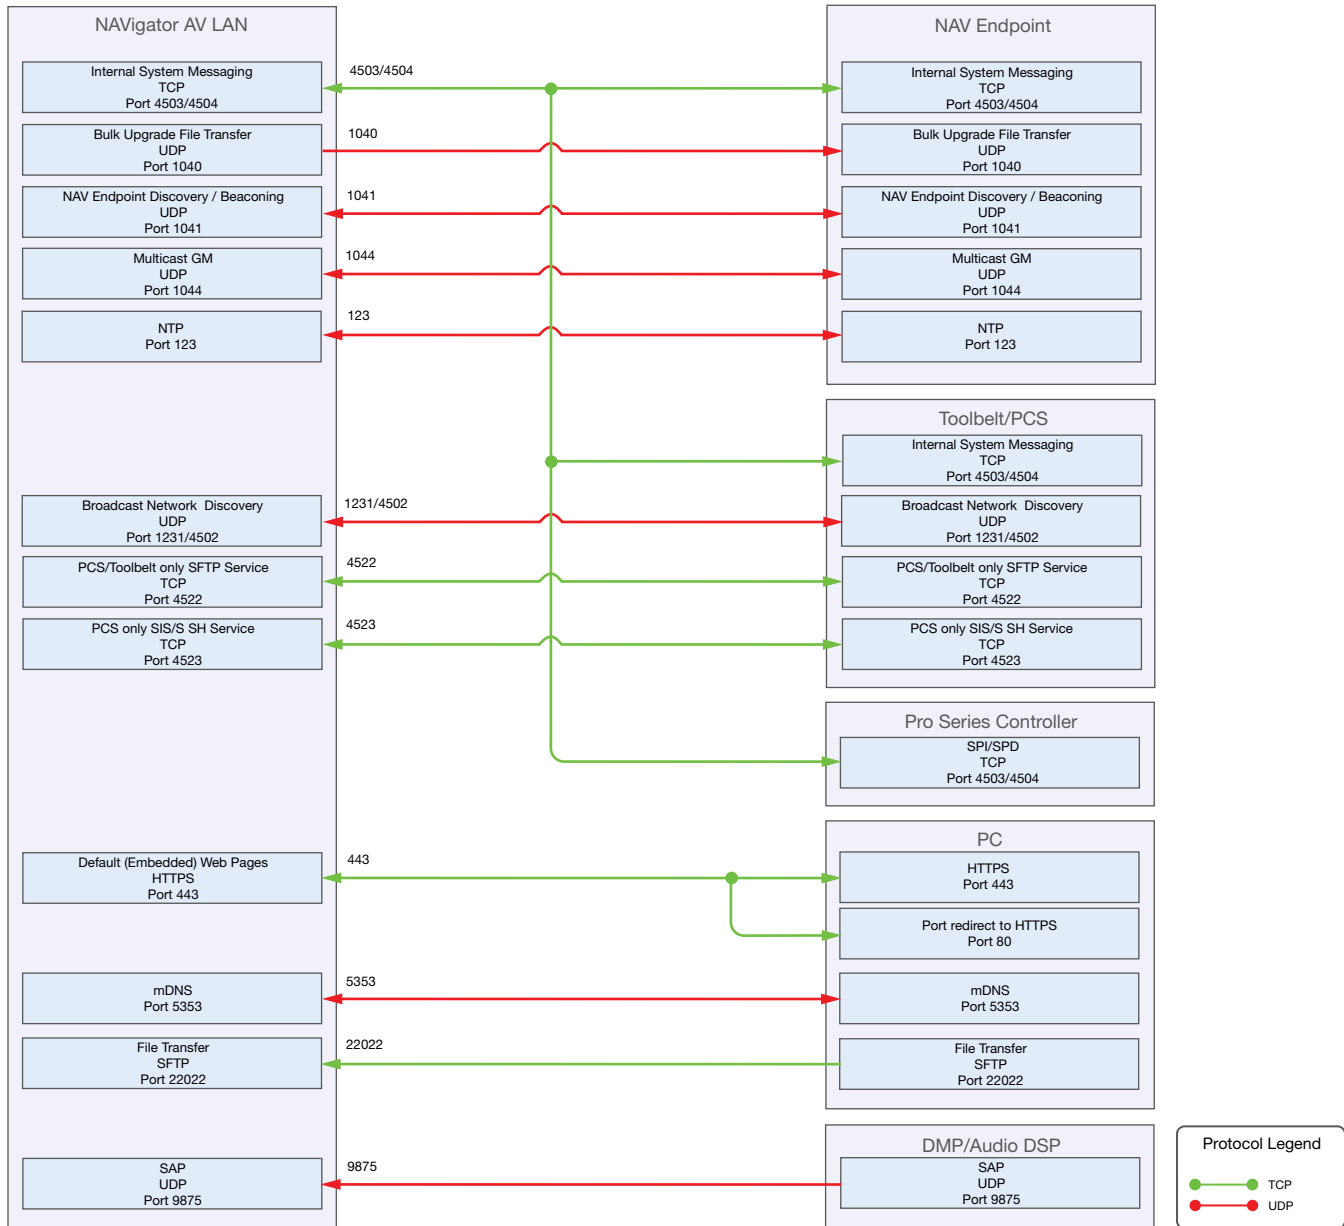 NAVigator AV LAN
Internal System Messaging
TCP
Port 4503/4504
Bulk Upgrade File Transfer
UDP
Port 1040
NAV Endpoint Discovery / Beaconing
UDP
Port 1041
Multicast GM
UDP
Port 1044
NTP
Port 123
Broadcast Network  Discovery
UDP
Port 1231/4502
PCS/Toolbelt only SFTP Service
TCP
Port 4522
PCS only SIS/S SH Service
TCP
Port 4523
Default (Embedded) Web Pages
HTTPS
Port 443
mDNS
Port 5353
File Transfer
SFTP
Port 22022
SAP
UDP
Port 9875
4503/4504
1040
1041
1044
123
1231/4502
4522
4523
443
5353
22022
9875
NAV Endpoint
Internal System Messaging
TCP
Port 4503/4504
Bulk Upgrade File Transfer
UDP
Port 1040
NAV Endpoint Discovery / Beaconing
UDP
Port 1041
Multicast GM
UDP
Port 1044
NTP
Port 123
Toolbelt/PCS
Internal System Messaging
TCP
Port 4503/4504
Broadcast Network  Discovery
UDP
Port 1231/4502
PCS/Toolbelt only SFTP Service
TCP
Port 4522
PCS only SIS/S SH Service
TCP
Port 4523
Pro Series Controller
SPI/SPD
TCP
Port 4503/4504
PC
HTTPS
Port 443
Port redirect to HTTPS
Port 80
mDNS
Port 5353
File Transfer
SFTP
Port 22022
DMP/Audio DSP
SAP
UDP
Port 9875
Protocol Legend
TCP
UDP